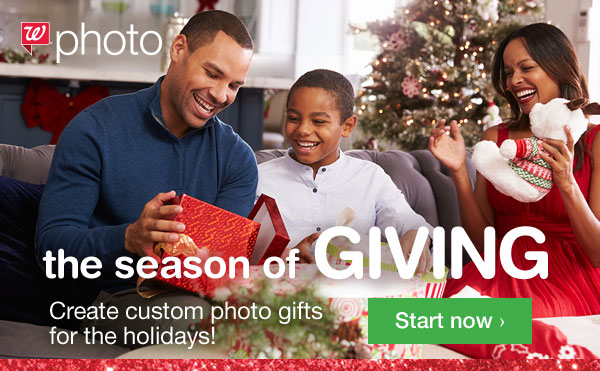 W photo
the season of GIVING
Create custom photo gifts
for the holidays!
Start now ›